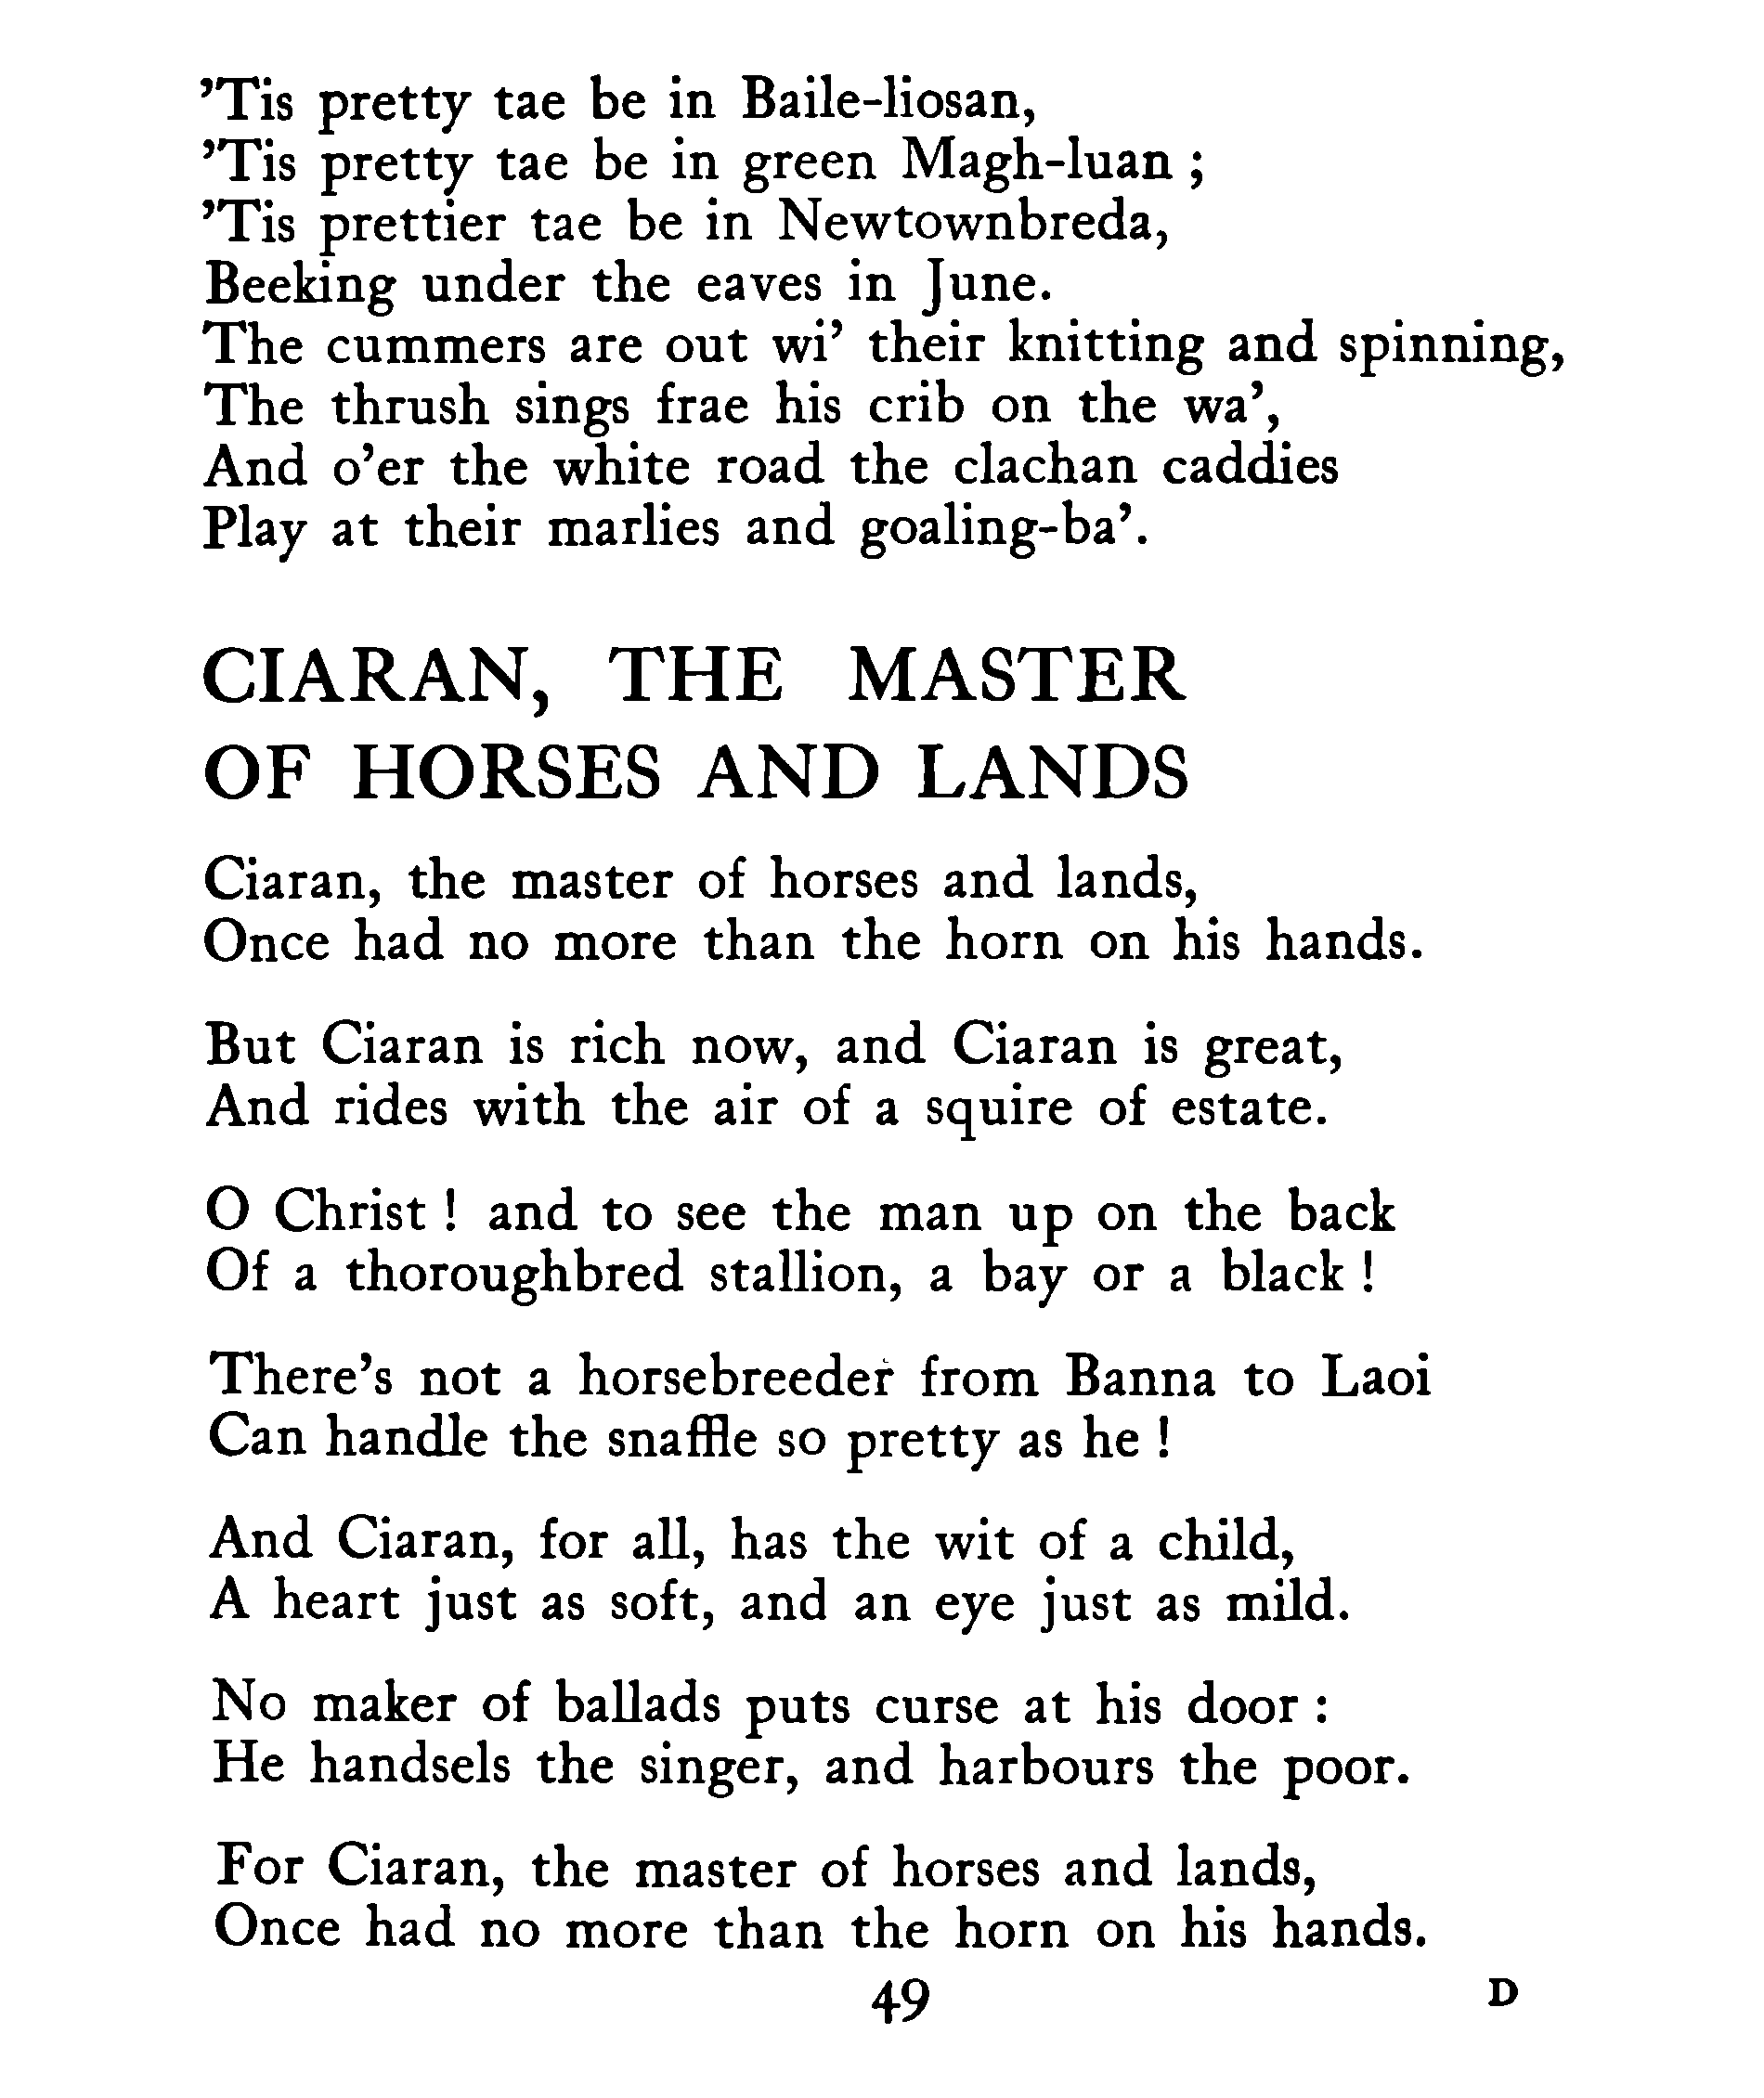 ’Tis pretty tae be in Baile-liosan,
’Tis pretty tae be in green Magh-luan ;
’Tis prettier tae be in Newtownbreda,
Beeking under the eaves in June.
The cummers are out wi’ their knitting and spinning,
The thrush sings frae his crib on the wa’,
And o’er the white road the clachan caddies
Play at their marlies and goaling-ba’.
CIARAN, THE MASTER
OF HORSES AND LANDS
Ciaran, the master of horses and lands,
Once had no more than the horn on his hands.
But Ciaran is rich now, and Ciaran is great,
And rides with the air of a squire of estate.
O Christ ! and to see the man up on the back
Of a thoroughbred stallion, a bay or a black !
There’s not a horsebreeder from Banna to Laoi
Can handle the snaffle so pretty as he !
And Ciaran, for all, has the wit of a child,
A heart just as soft, and an eye just as mild.
No maker of ballads puts curse at his door :
He handsels the singer, and harbours the poor.
For Ciaran, the master of horses and lands,
Once had no more than the horn on his hands.
49 D